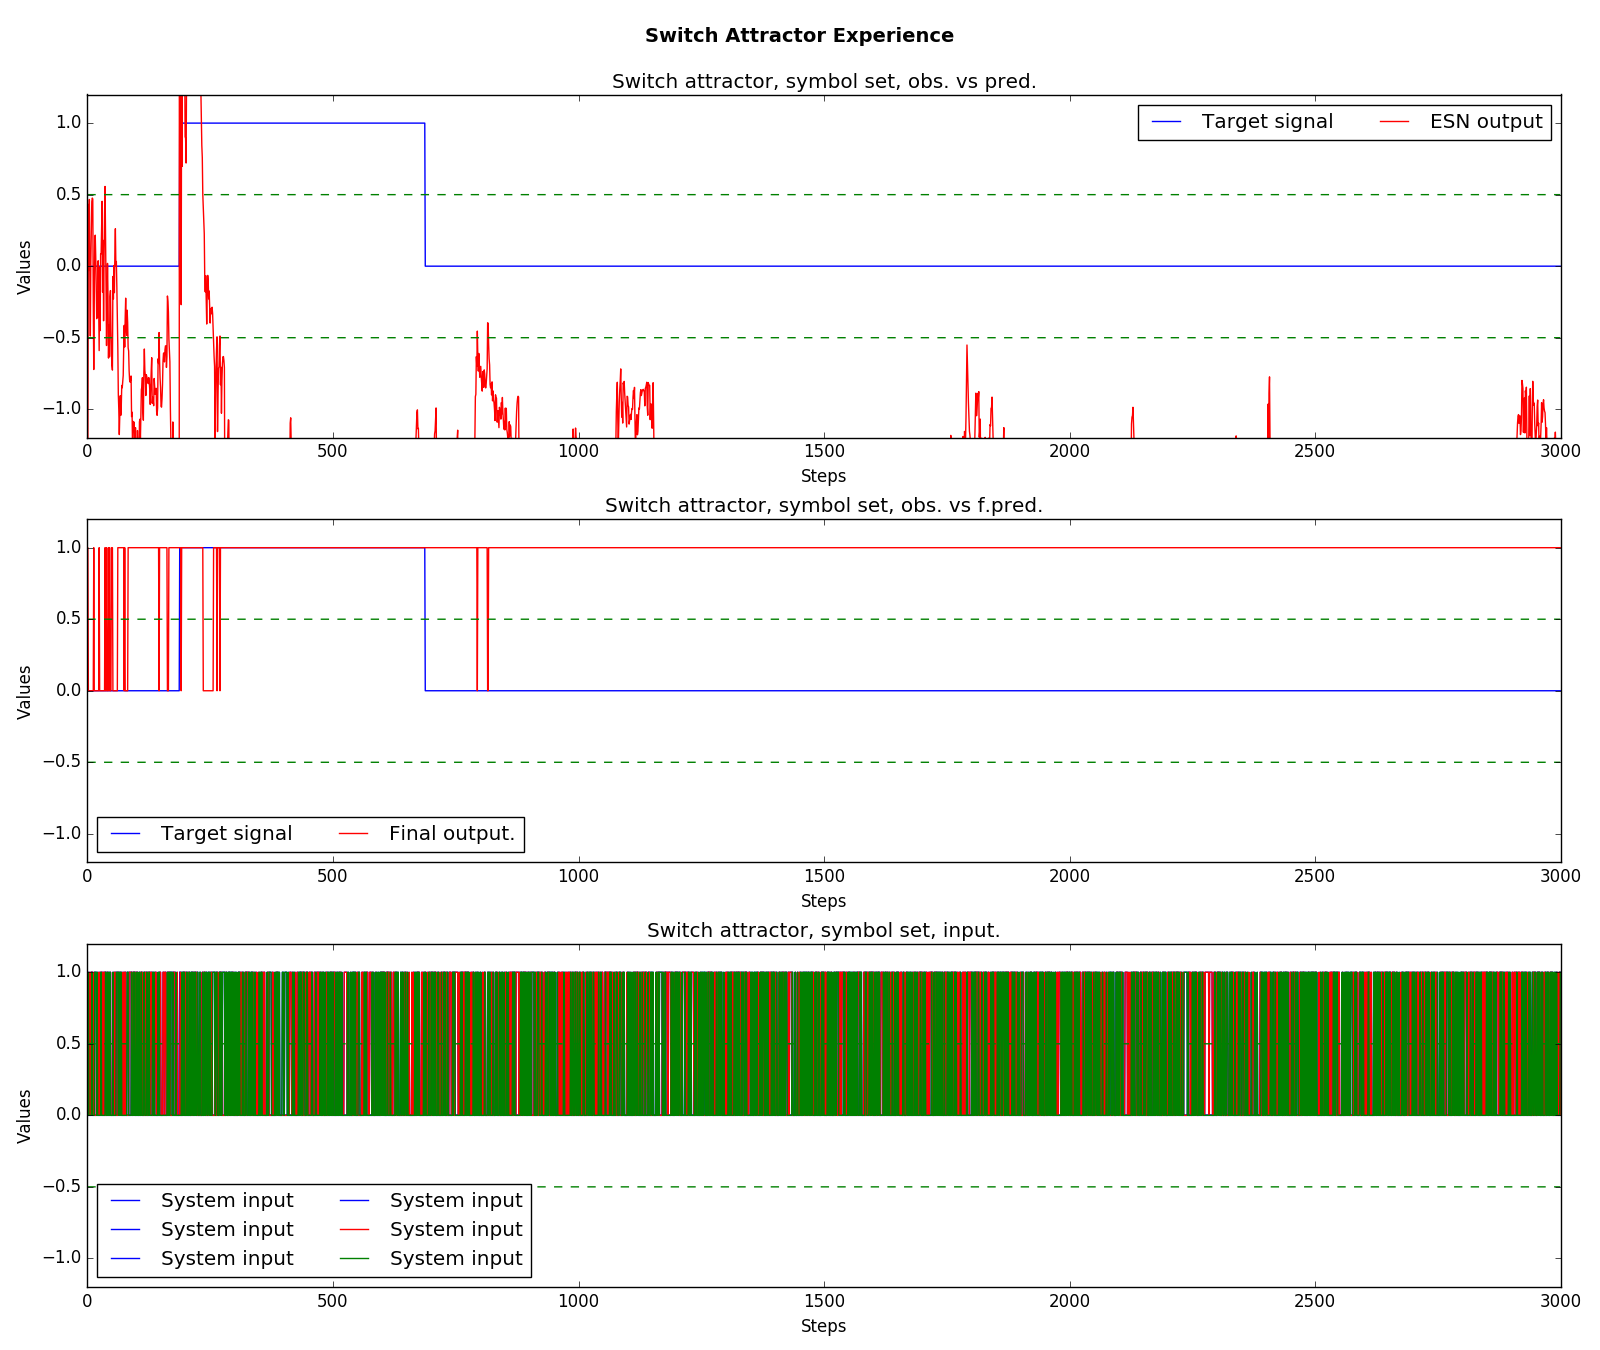 Switch Attractor Experience
Switch attractor, symbol set, obs. vs pred.
Target signal ESN output
1.0
0.5
0.0
−0.5
−1.0
Values
0 500 1000 1500 2000 2500 3000
Steps
Switch attractor, symbol set, obs. vs f.pred.
1.0
0.5
0.0
−0.5
−1.0
Values
Target signal Final output.
0 500 1000 1500 2000 2500 3000
Steps
Switch attractor, symbol set, input.
1.0
0.5
0.0
−0.5
−1.0
Values
System input System input
System input System input
System input System input
0 500 1000 1500 2000 2500 3000
Steps